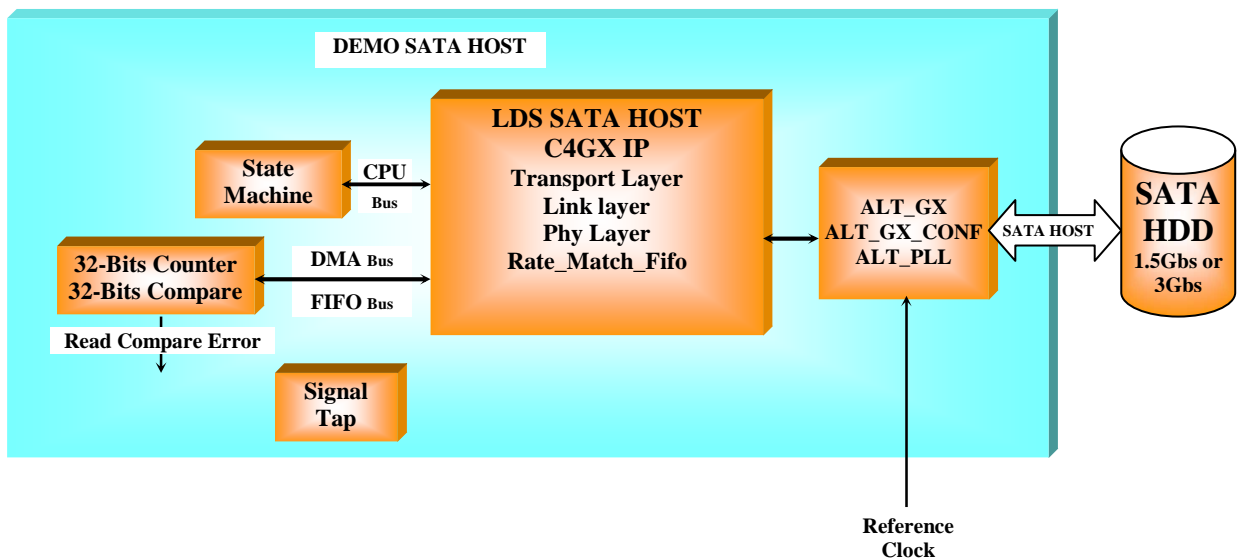 DEMO SATA HOST
LDS SATA HOST
C4GX IP
Transport Layer
Link layer
Phy Layer
Rate_Match_Fifo
State
Machine
CPU
Bus
32-Bits Counter
32-Bits Compare
DMA Bus
FIFO Bus
Read Compare Error
Signal
Tap
ALT_GX
ALT_GX_CONF
ALT_PLL
SATA HOST
SATA
HDD
1.5Gbs or
3Gbs
Reference
Clock